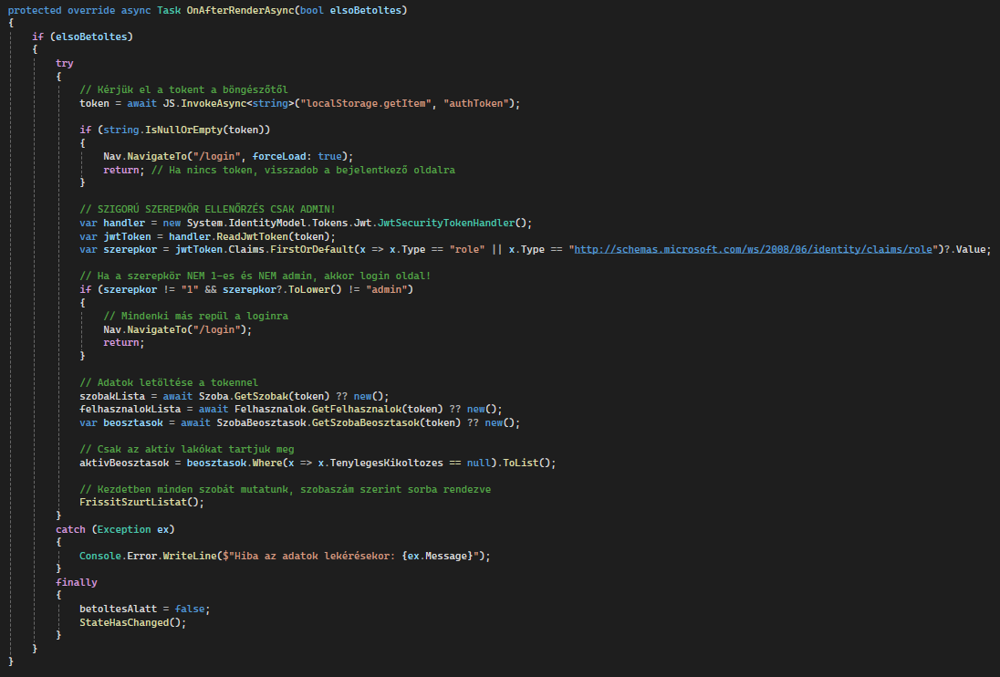 protected override async Task OnAfterRenderAsync(bool elsoBetoltes)
{
if (elsoBetoltes)
{
try
{
// Kérjük el a tokent a böngészőtől
token = await JS.InvokeAsync<string>("localStorage.getItem", "authToken");
if (string.IsNullOrEmpty(token))
{
Nav.NavigateTo("/login", forceLoad: true);
return; // Ha nincs token, visszadob a bejelentkező oldalra
}
// SZIGORÚ SZEREPKÖR ELLENŐRZÉS CSAK ADMIN!
var handler = new System.IdentityModel.Tokens.Jwt.JwtSecurityTokenHandler();
var jwtToken = handler.ReadJwtToken(token);
var szerepkor = jwtToken.Claims.FirstOrDefault(x => x.Type == "role" || x.Type == "http://schemas.microsoft.com/ws/2008/06/identity/claims/role")?.Value;
// Ha a szerepkör NEM 1-es és NEM admin, akkor login oldal!
if (szerepkor != "1" && szerepkor?.ToLower() != "admin")
{
// Mindenki más repül a loginra
Nav.NavigateTo("/login");
return;
}
// Adatok letöltése a tokennel
szobakLista = await Szoba.GetSzobak(token) ?? new();
felhasznalokLista = await Felhasznalok.GetFelhasznalok(token) ?? new();
var beosztasok = await SzobaBeosztasok.GetSzobaBeosztasok(token) ?? new();
// Csak az aktív lakókat tartjuk meg
aktivBeosztasok = beosztasok.Where(x => x.TenylegesKikoltozes == null).ToList();
// Kezdetben minden szobát mutatunk, szobaszám szerint sorba rendezve
FrissitSzurtListat();
}
catch (Exception ex)
{
Console.Error.WriteLine($"Hiba az adatok lekérésekor: {ex.Message}");
}
finally
{
betoltesAlatt = false;
StateHasChanged();
}
}
}